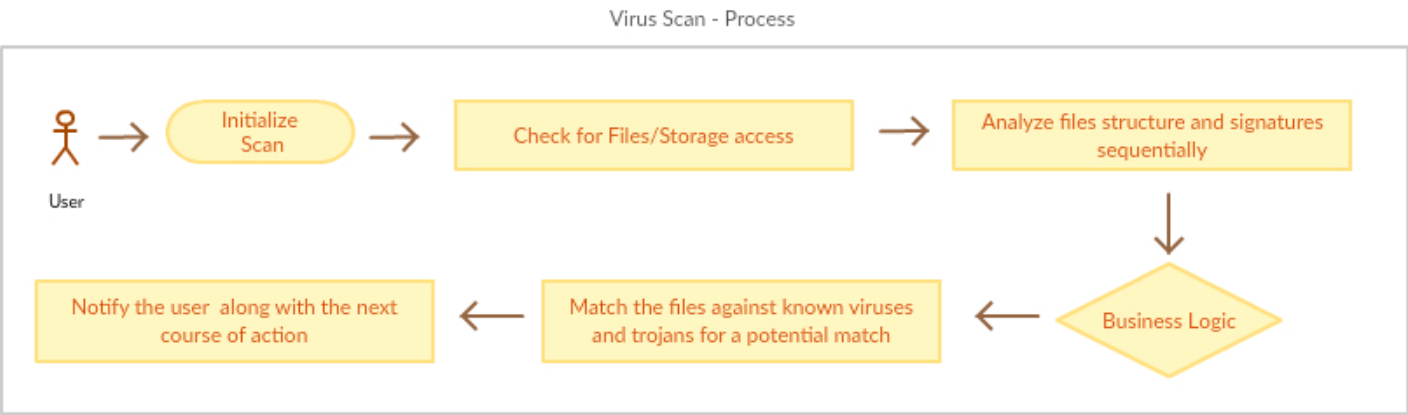 Virus Scan - Process
Initialize
Scan
Check for Files/Storage access
Analyze files structure and signatures
sequentially
User
Business Logic
Match the files against known viruses
and trojans for a potential match
Notify the user along with the next
course of action